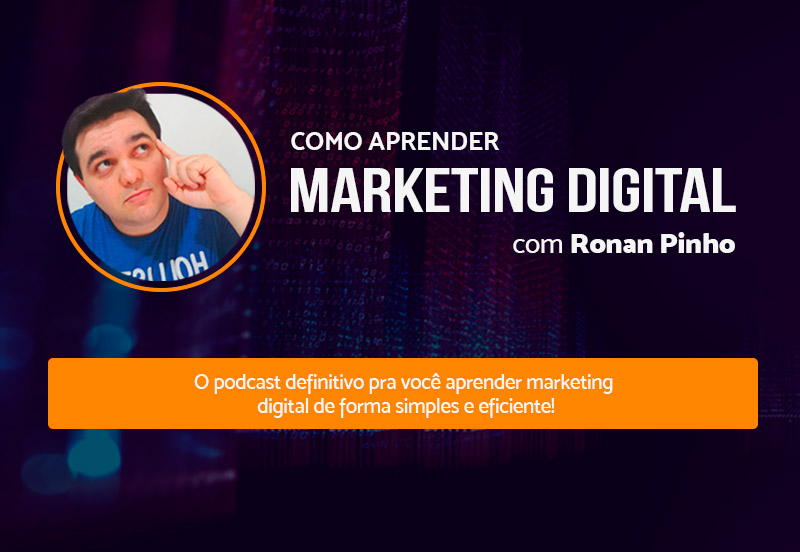 COMO APRENDER
MARKETING DIGITAL
com Ronan Pinho
O podcast definitivo pra você aprender marketing
digital de forma simples e eficiente!